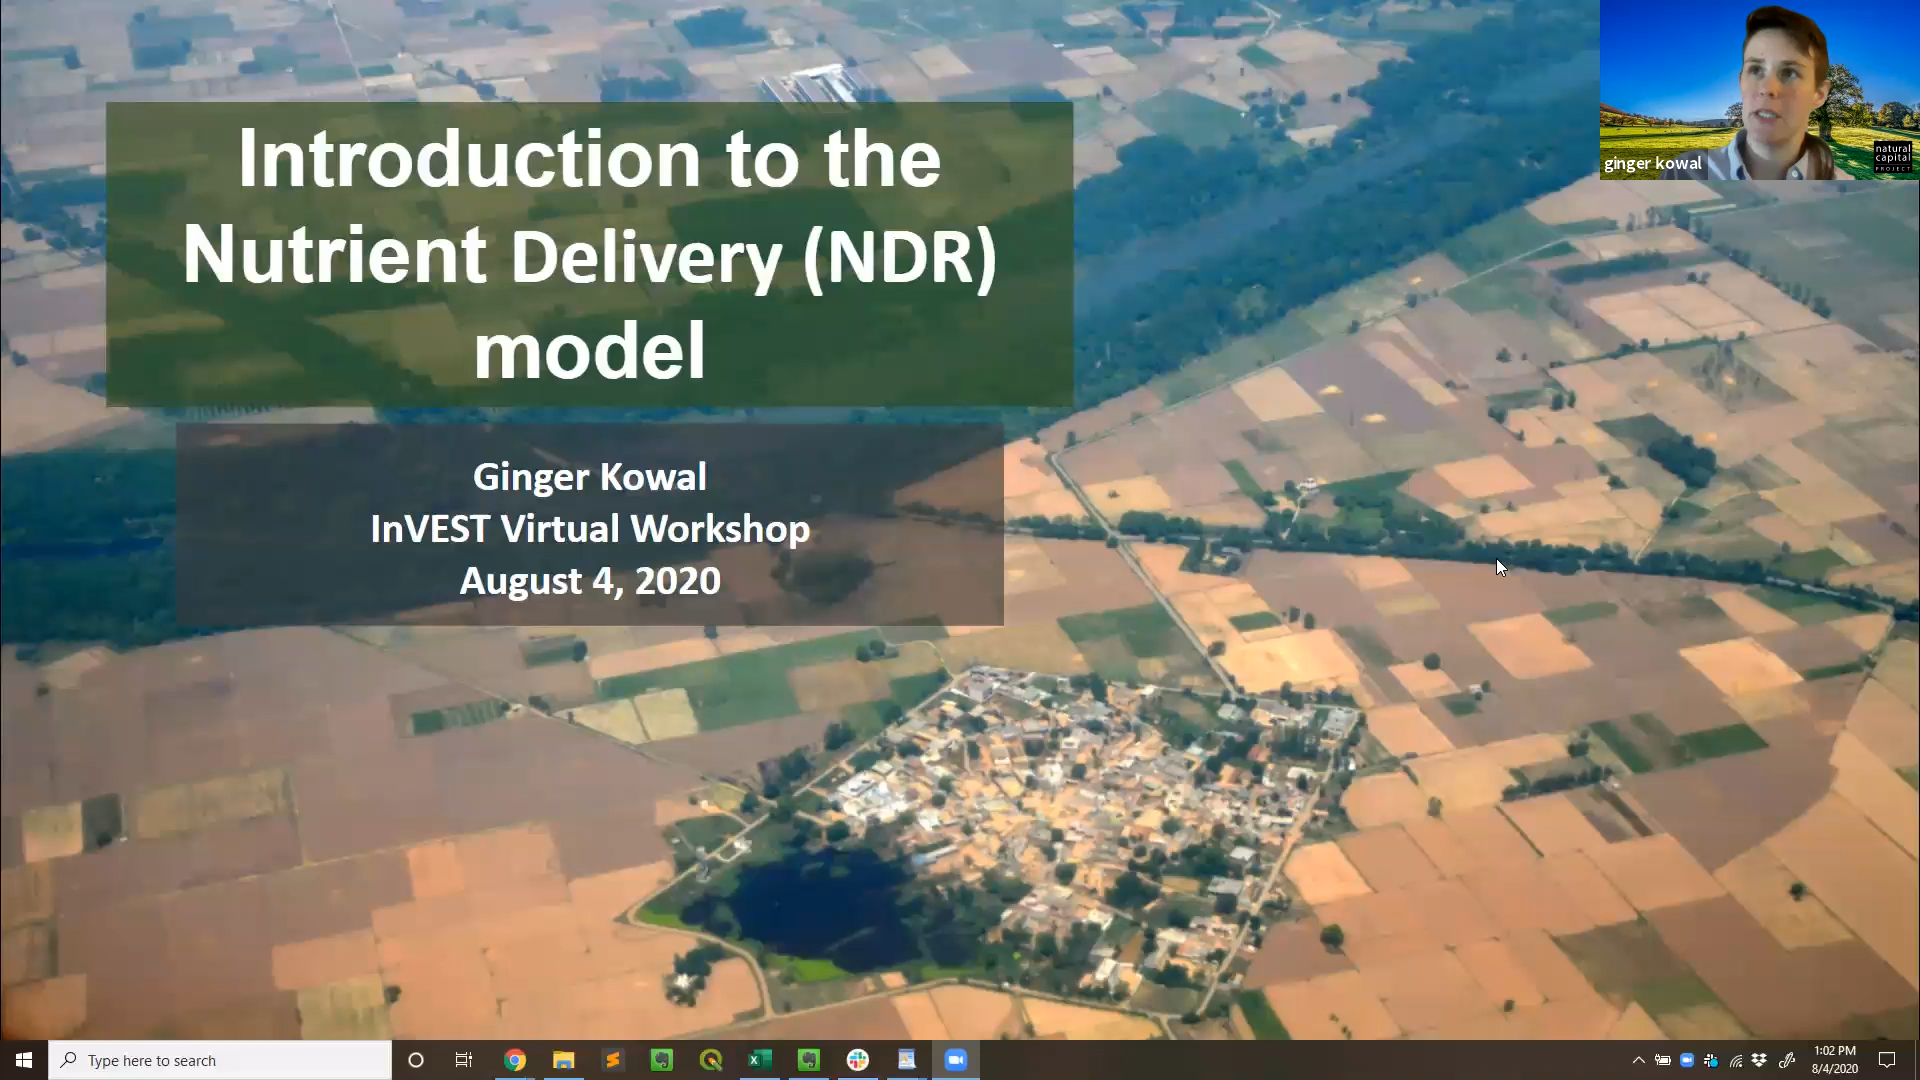 Introduction to the
Nutrient Delivery (NDR)
model
Ginger Kowal
InVEST Virtual Workshop
August 4, 2020
ginger kowal
natural
capital
PROJECT
Type here to search
1:02 PM
8/4/2020